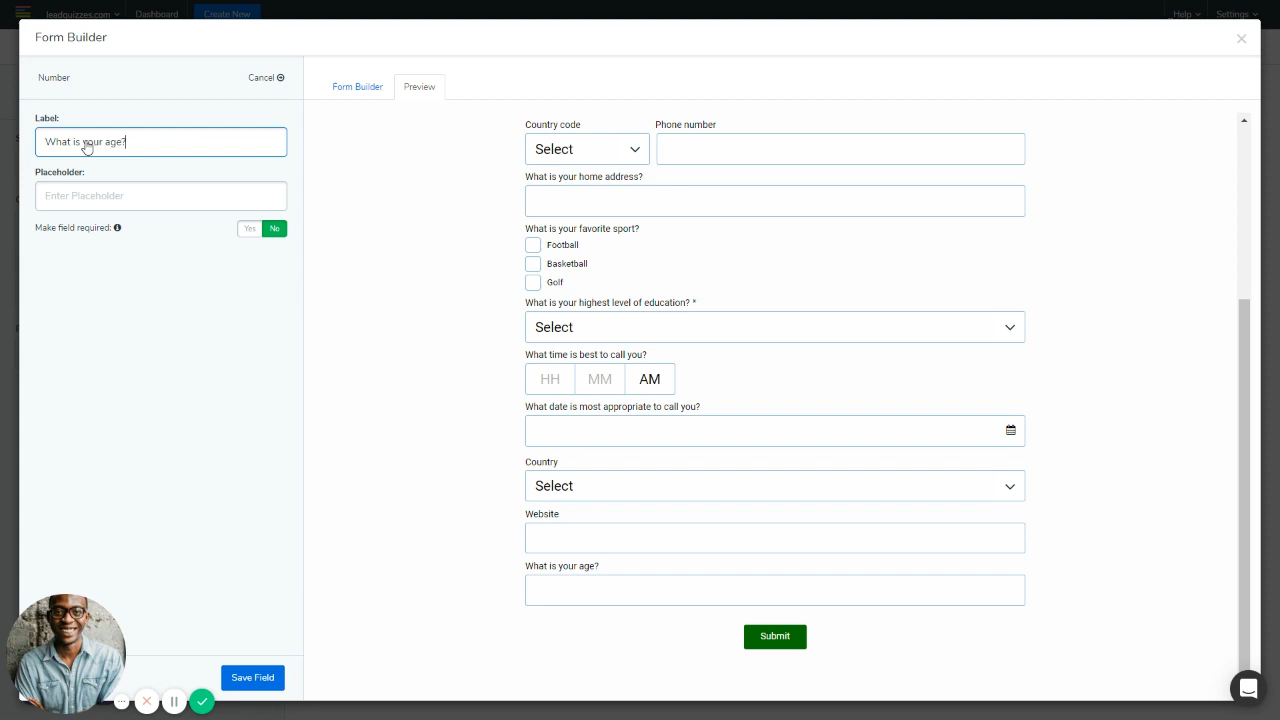 leadquizzes.com
Dashboard
Create New
Help
Settings
Form Builder
Number
Cancel
Form Builder
Preview
Label:
What is your age?
Placeholder:
Enter Placeholder
Make field required:
Yes
No
Country code
Phone number
Select
What is your home address?
What is your favorite sport?
Football
Basketball
Golf
What is your highest level of education? *
Select
What time is best to call you?
HH
MM
AM
What date is most appropriate to call you?
Country
Select
Website
What is your age?
Submit
Save Field